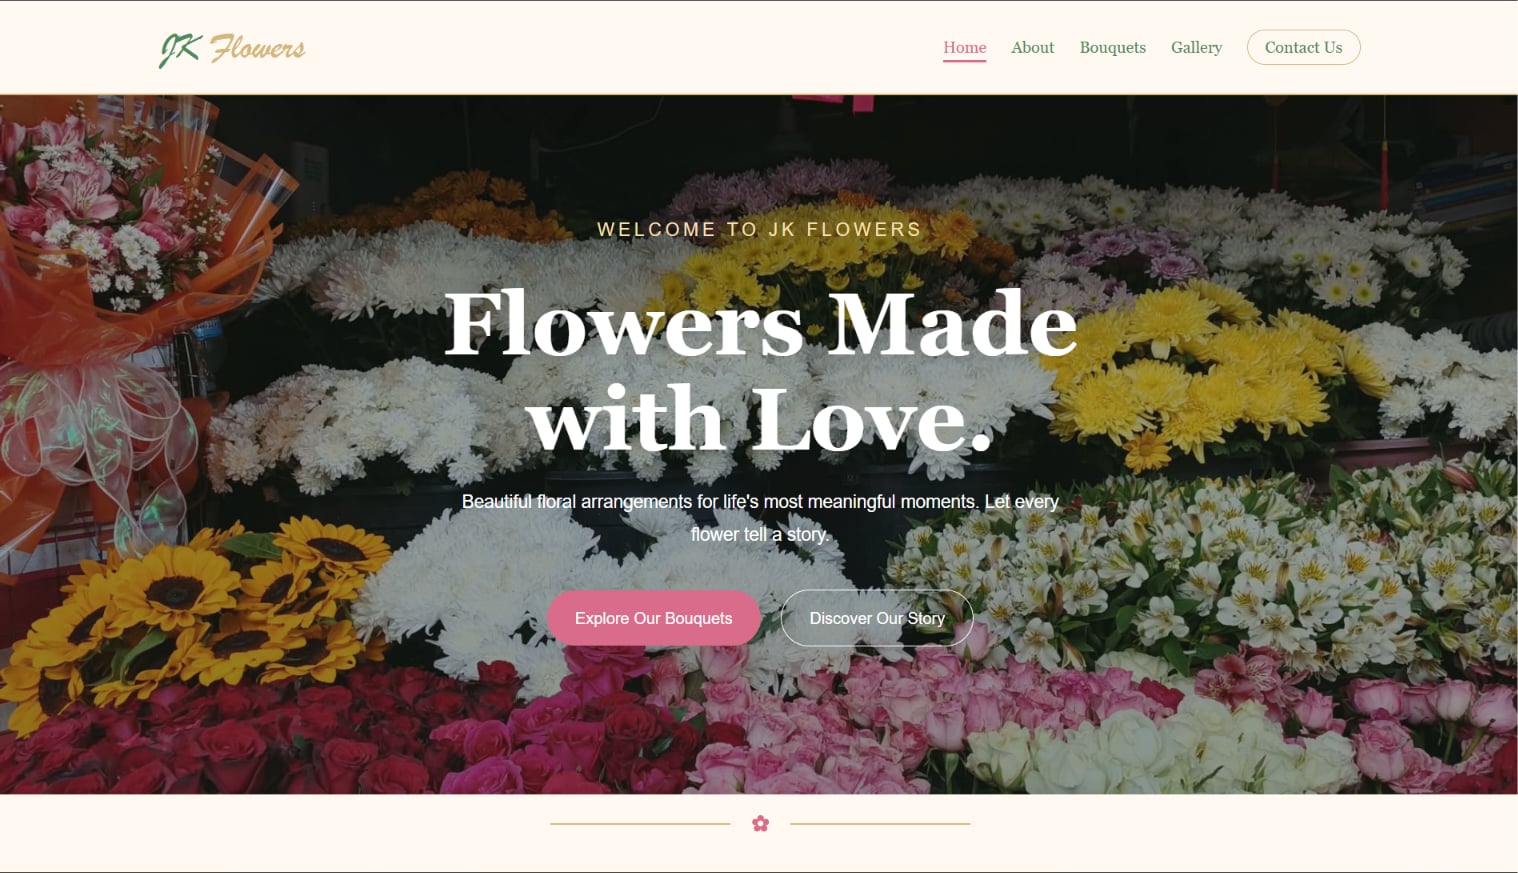 JK Flowers
Home About Bouquets Gallery Contact Us
WELCOME TO JK FLOWERS
Flowers Made
with Love.
Beautiful floral arrangements for life's most meaningful moments. Let every
flower tell a story.
Explore Our Bouquets Discover Our Story